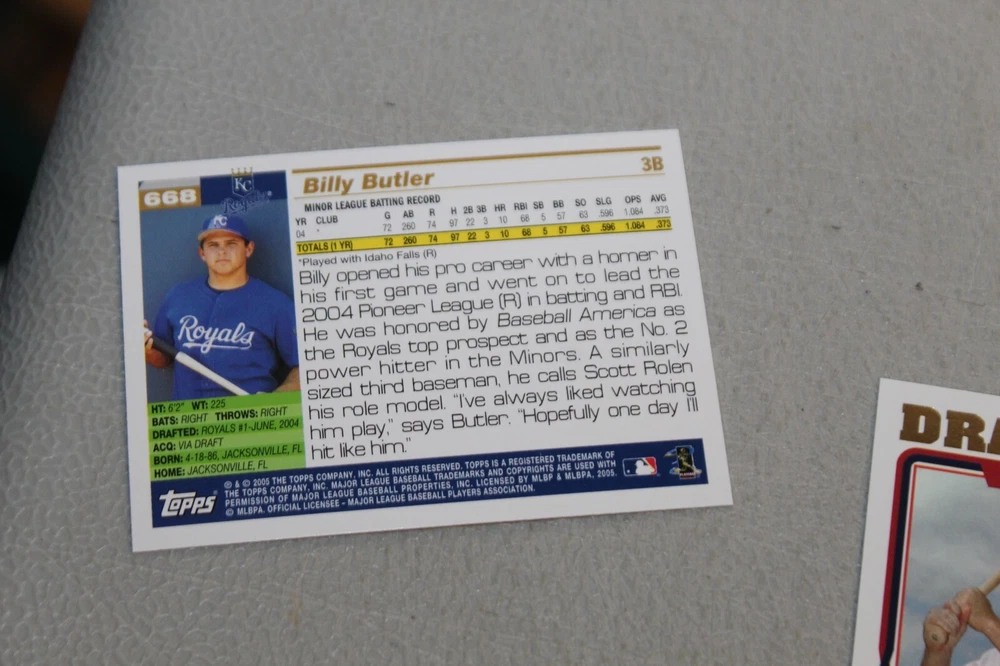 668
KC
Royals
Billy Butler
3B
MINOR LEAGUE BATTING RECORD
YR CLUB G AB R H 2B 3B HR RBI SB BB SO SLG OPS AVG
04 * 72 260 74 97 22 3 10 68 5 57 63 .596 1.084 .373
TOTALS (1 YR) 72 260 74 97 22 3 10 68 5 57 63 .596 1.084 .373
*Played with Idaho Falls (R)
Billy opened his pro career with a homer in
his first game and went on to lead the
2004 Pioneer League (R) in batting and RBI.
He was honored by Baseball America as
the Royals top prospect and as the No. 2
power hitter in the Minors. A similarly
sized third baseman, he calls Scott Rolen
his role model. "I've always liked watching
him play," says Butler. "Hopefully one day I'll
hit like him."
KC
Royals
HT: 6'2" WT: 225
BATS: RIGHT THROWS: RIGHT
DRAFTED: ROYALS #1-JUNE, 2004
ACQ: VIA DRAFT
BORN: 4-18-86, JACKSONVILLE, FL
HOME: JACKSONVILLE, FL
Topps
® & © 2005 THE TOPPS COMPANY, INC. ALL RIGHTS RESERVED. TOPPS IS A REGISTERED TRADEMARK OF
THE TOPPS COMPANY, INC. MAJOR LEAGUE BASEBALL TRADEMARKS AND COPYRIGHTS ARE USED WITH
PERMISSION OF MAJOR LEAGUE BASEBALL PROPERTIES, INC. LICENSED BY MLBP & MLBPA, 2005.
© MLBPA. OFFICIAL LICENSEE - MAJOR LEAGUE BASEBALL PLAYERS ASSOCIATION.
DRA